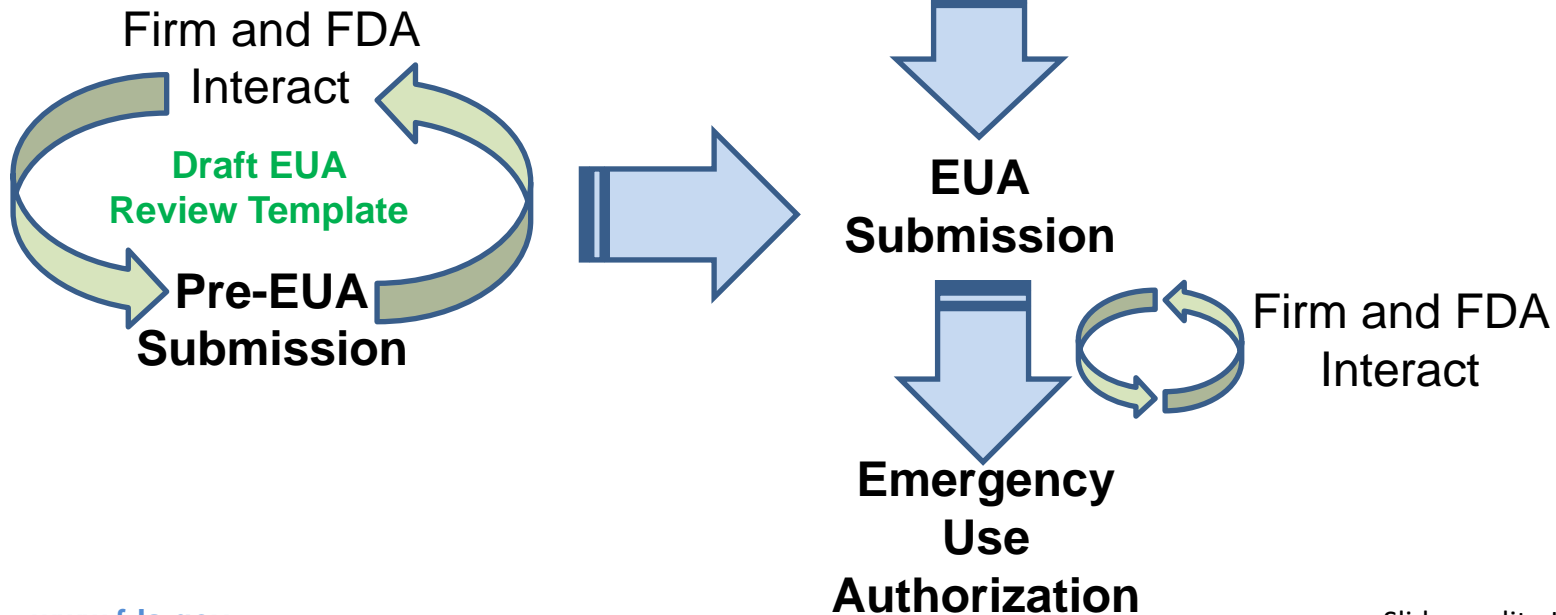 Firm and FDA
Interact
Draft EUA
Review Template
Pre-EUA
Submission
EUA
Submission
Firm and FDA
Interact
Emergency
Use
Authorization